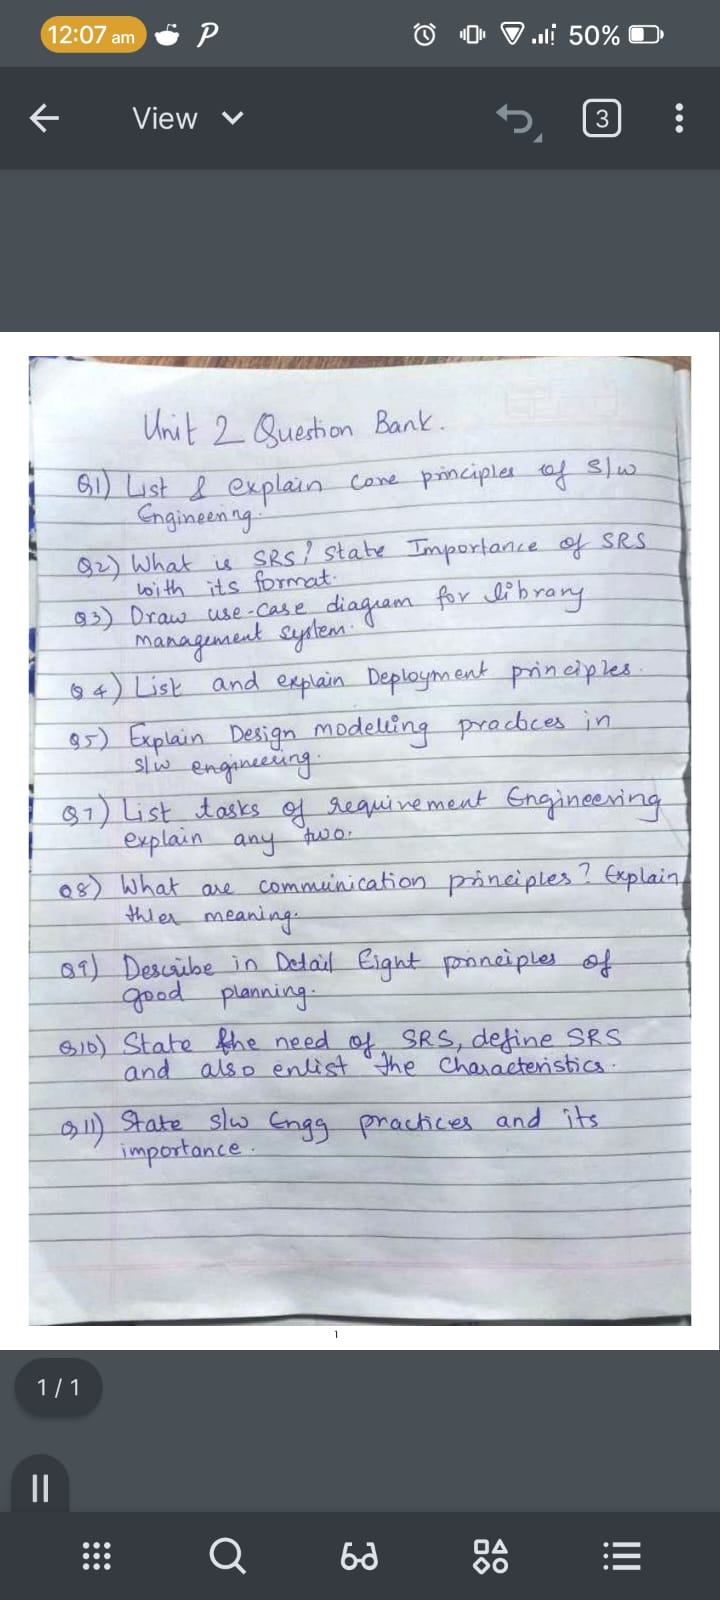 12:07 am
50%
View
3
Unit 2 Question Bank.
Q1) List & explain core principles of S/w
Engineering.
Q2) What is SRS? State Importance of SRS
with its format.
Q3) Draw use-case diagram for library
management system.
Q4) List and explain Deployment principles.
Q5) Explain Design modelling practices in
s/w engineering.
Q7) List tasks of requirement Engineering
explain any two.
Q8) What are communication principles? Explain
thier meaning.
Q9) Describe in Detail Eight principles of
good planning.
Q10) State the need of SRS, define SRS
and also enlist the Characteristics.
Q11) State s/w Engg practices and its
importance.
1
1 / 1